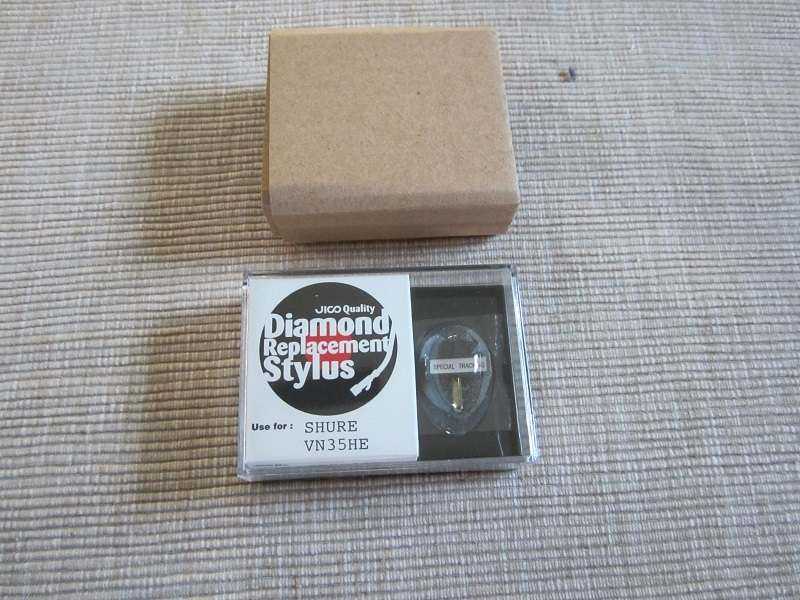 JICO Quality
Diamond
Replacement
Stylus
Use for : SHURE
VN35HE
SPECIAL TRACK